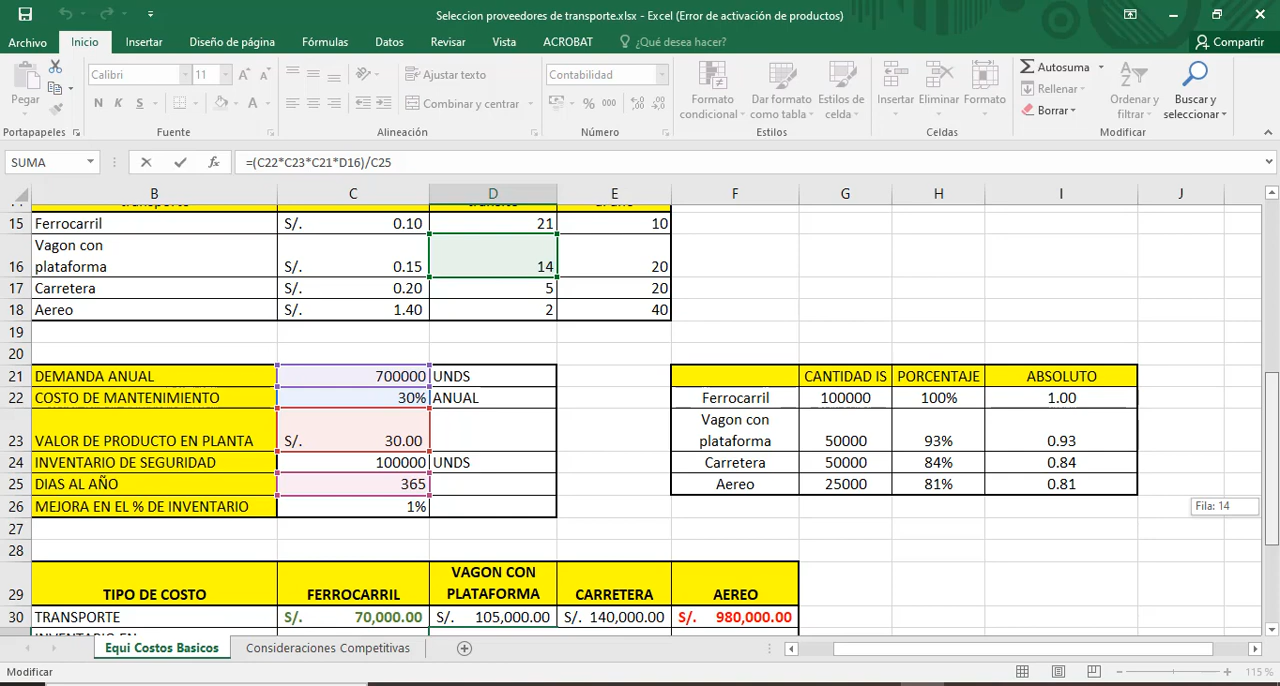 Seleccion proveedores de transporte.xlsx - Excel (Error de activación de productos)
Archivo Inicio Insertar Diseño de página Fórmulas Datos Revisar Vista ACROBAT ¿Qué desea hacer? Compartir
Pegar
Calibri 11
N K S
A A A
Ajustar texto
Combinar y centrar
Contabilidad
% 000
Formato condicional
Dar formato como tabla
Estilos de celda
Insertar Eliminar Formato
Autosuma
Rellenar
Borrar
Ordenar y filtrar
Buscar y seleccionar
Portapapeles Fuente Alineación Número Estilos Celdas Modificar
SUMA fx =(C22*C23*C21*D16)/C25
B C D E F G H I J
15 Ferrocarril S/. 0.10 21 10
16 Vagon con plataforma S/. 0.15 14 20
17 Carretera S/. 0.20 5 20
18 Aereo S/. 1.40 2 40
19
20
21 DEMANDA ANUAL 700000 UNDS CANTIDAD IS PORCENTAJE ABSOLUTO
22 COSTO DE MANTENIMIENTO 30% ANUAL Ferrocarril 100000 100% 1.00
23 VALOR DE PRODUCTO EN PLANTA S/. 30.00 Vagon con plataforma 50000 93% 0.93
24 INVENTARIO DE SEGURIDAD 100000 UNDS Carretera 50000 84% 0.84
25 DIAS AL AÑO 365 Aereo 25000 81% 0.81
26 MEJORA EN EL % DE INVENTARIO 1%
Fila: 14
27
28
29 TIPO DE COSTO FERROCARRIL VAGON CON PLATAFORMA CARRETERA AEREO
30 TRANSPORTE S/. 70,000.00 S/. 105,000.00 S/. 140,000.00 S/. 980,000.00
Equi Costos Basicos Consideraciones Competitivas
Modificar 115 %